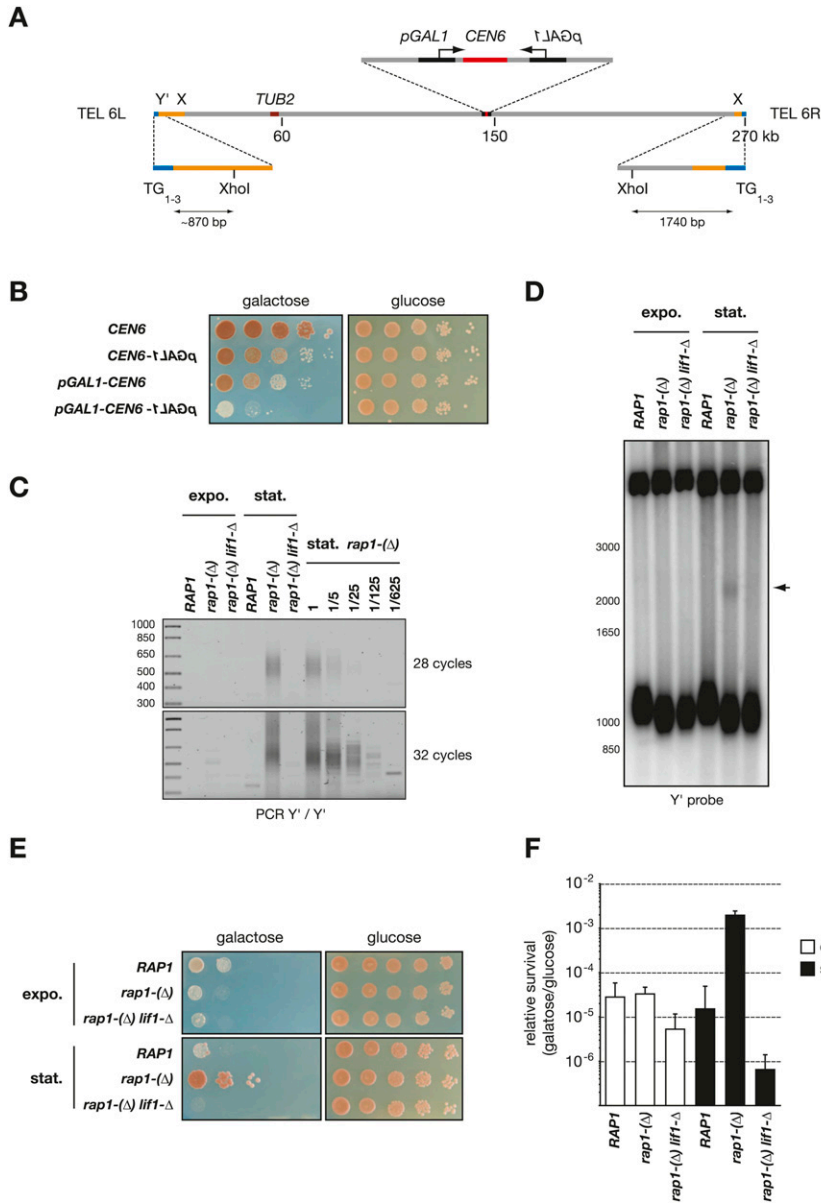 A
pGAL1 CEN6 pGAL1
Y' X TUB2 X
TEL 6L TEL 6R
60 150 270 kb
XhoI XhoI
TG1-3 TG1-3
~870 bp 1740 bp
B
galactose glucose
CEN6
CEN6-pGAL1
pGAL1-CEN6
pGAL1-CEN6 -pGAL1
C
expo. stat.
stat. rap1-(Δ)
RAP1 rap1-(Δ) rap1-(Δ) lif1-Δ RAP1 rap1-(Δ) rap1-(Δ) lif1-Δ 1 1/5 1/25 1/125 1/625
1000
850
650
500
400
300
28 cycles
32 cycles
PCR Y' / Y'
D
expo. stat.
RAP1 rap1-(Δ) rap1-(Δ) lif1-Δ RAP1 rap1-(Δ) rap1-(Δ) lif1-Δ
3000
2000
1650
1000
850
Y' probe
E
galactose glucose
expo.
RAP1
rap1-(Δ)
rap1-(Δ) lif1-Δ
stat.
RAP1
rap1-(Δ)
rap1-(Δ) lif1-Δ
F
relative survival
(galatose/glucose)
10-2
10-3
10-4
10-5
10-6
RAP1 rap1-(Δ) rap1-(Δ) lif1-Δ RAP1 rap1-(Δ) rap1-(Δ) lif1-Δ